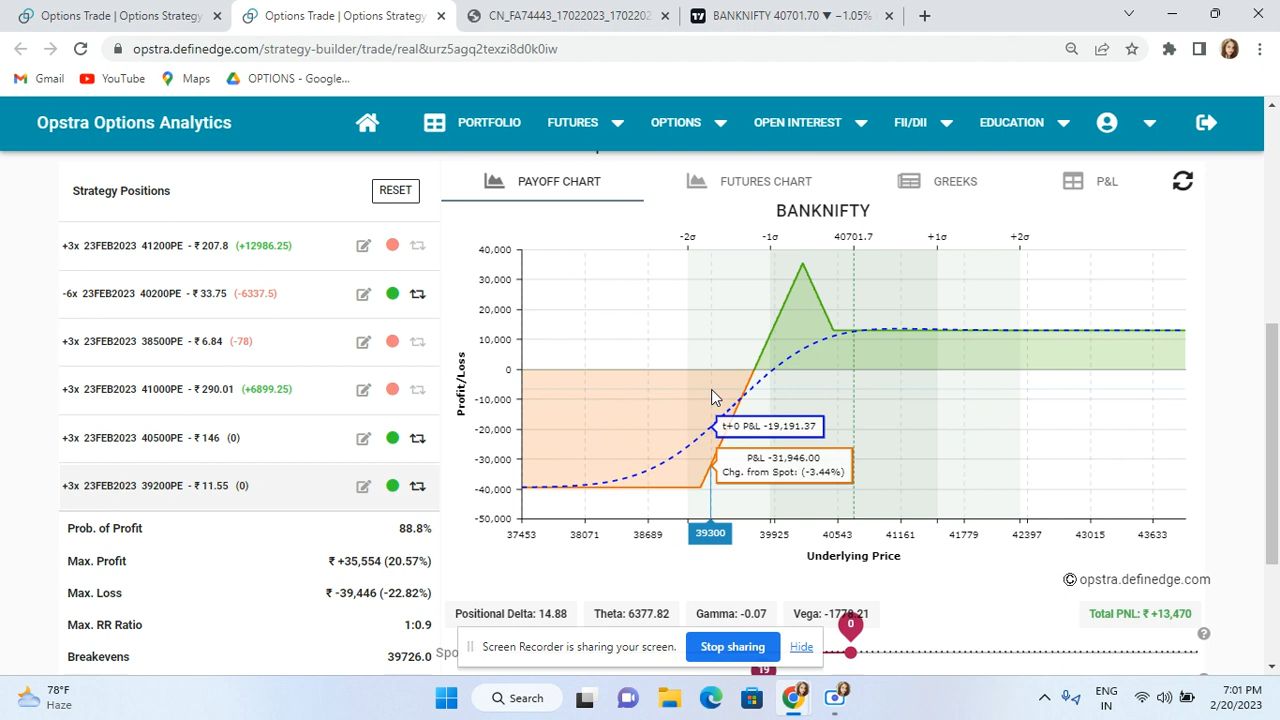 Options Trade | Options Strategy
Options Trade | Options Strategy
CN_FA74443_17022023_170220
BANKNIFTY 40701.70 ▼ −1.05%
opstra.definedge.com/strategy-builder/trade/real&urz5agq2texzi8d0k0iw
Gmail YouTube Maps OPTIONS - Google...
Opstra Options Analytics PORTFOLIO FUTURES OPTIONS OPEN INTEREST FII/DII EDUCATION
Strategy Positions RESET
+3x 23FEB2023 41200PE - ₹ 207.8 (+12986.25)
-6x 23FEB2023 40200PE - ₹ 33.75 (-6337.5)
+3x 23FEB2023 38500PE - ₹ 6.84 (-78)
+3x 23FEB2023 41000PE - ₹ 290.01 (+6899.25)
+3x 23FEB2023 40500PE - ₹ 146 (0)
+3x 23FEB2023 39200PE - ₹ 11.55 (0)
Prob. of Profit 88.8%
Max. Profit ₹ +35,554 (20.57%)
Max. Loss ₹ -39,446 (-22.82%)
Max. RR Ratio 1:0.9
Breakevens 39726.0
PAYOFF CHART FUTURES CHART GREEKS P&L
BANKNIFTY
-2σ -1σ 40701.7 +1σ +2σ
40,000
30,000
20,000
10,000
0
-10,000
-20,000
-30,000
-40,000
-50,000
Profit/Loss
t+0 P&L -19,191.37
P&L -31,946.00
Chg. from Spot: (-3.44%)
39300
37453 38071 38689 39925 40543 41161 41779 42397 43015 43633
Underlying Price
© opstra.definedge.com
Positional Delta: 14.88 Theta: 6377.82 Gamma: -0.07 Vega: -1778.21 Total PNL: ₹ +13,470
0
Spo
19
Screen Recorder is sharing your screen. Stop sharing Hide
78°F
Haze
Search
ENG
IN
7:01 PM
2/20/2023